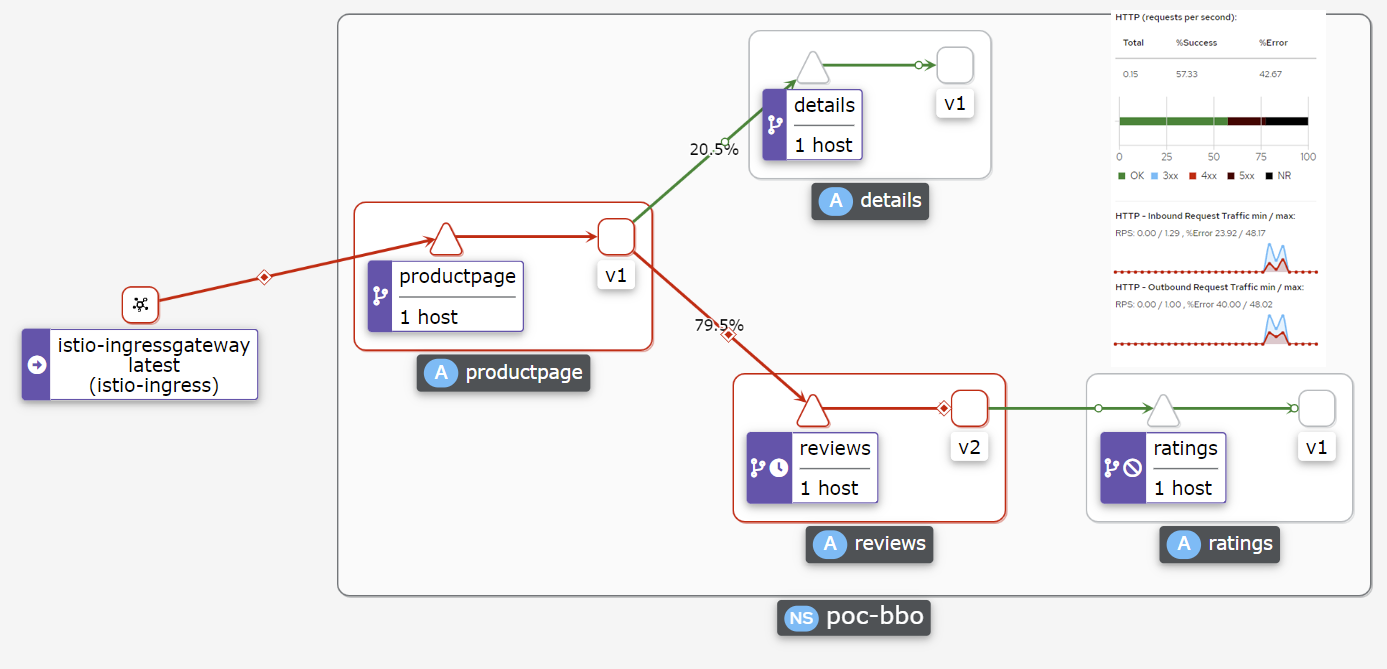 HTTP (requests per second):
Total %Success %Error
0.15 57.33 42.67
0 25 50 75 100
OK 3xx 4xx 5xx NR
HTTP - Inbound Request Traffic min / max:
RPS: 0.00 / 1.29 , %Error 23.92 / 48.17
HTTP - Outbound Request Traffic min / max:
RPS: 0.00 / 1.00 , %Error 40.00 / 48.02
details
1 host
v1
A details
20.5%
productpage
1 host
v1
A productpage
istio-ingressgateway
latest
(istio-ingress)
79.5%
reviews
1 host
v2
A reviews
ratings
1 host
v1
A ratings
NS poc-bbo